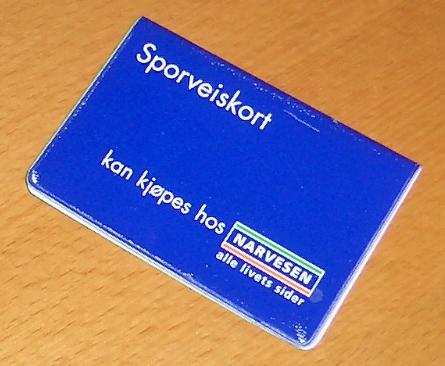 Sporveiskort
kan kjøpes hos
NARVESEN
alle livets sider